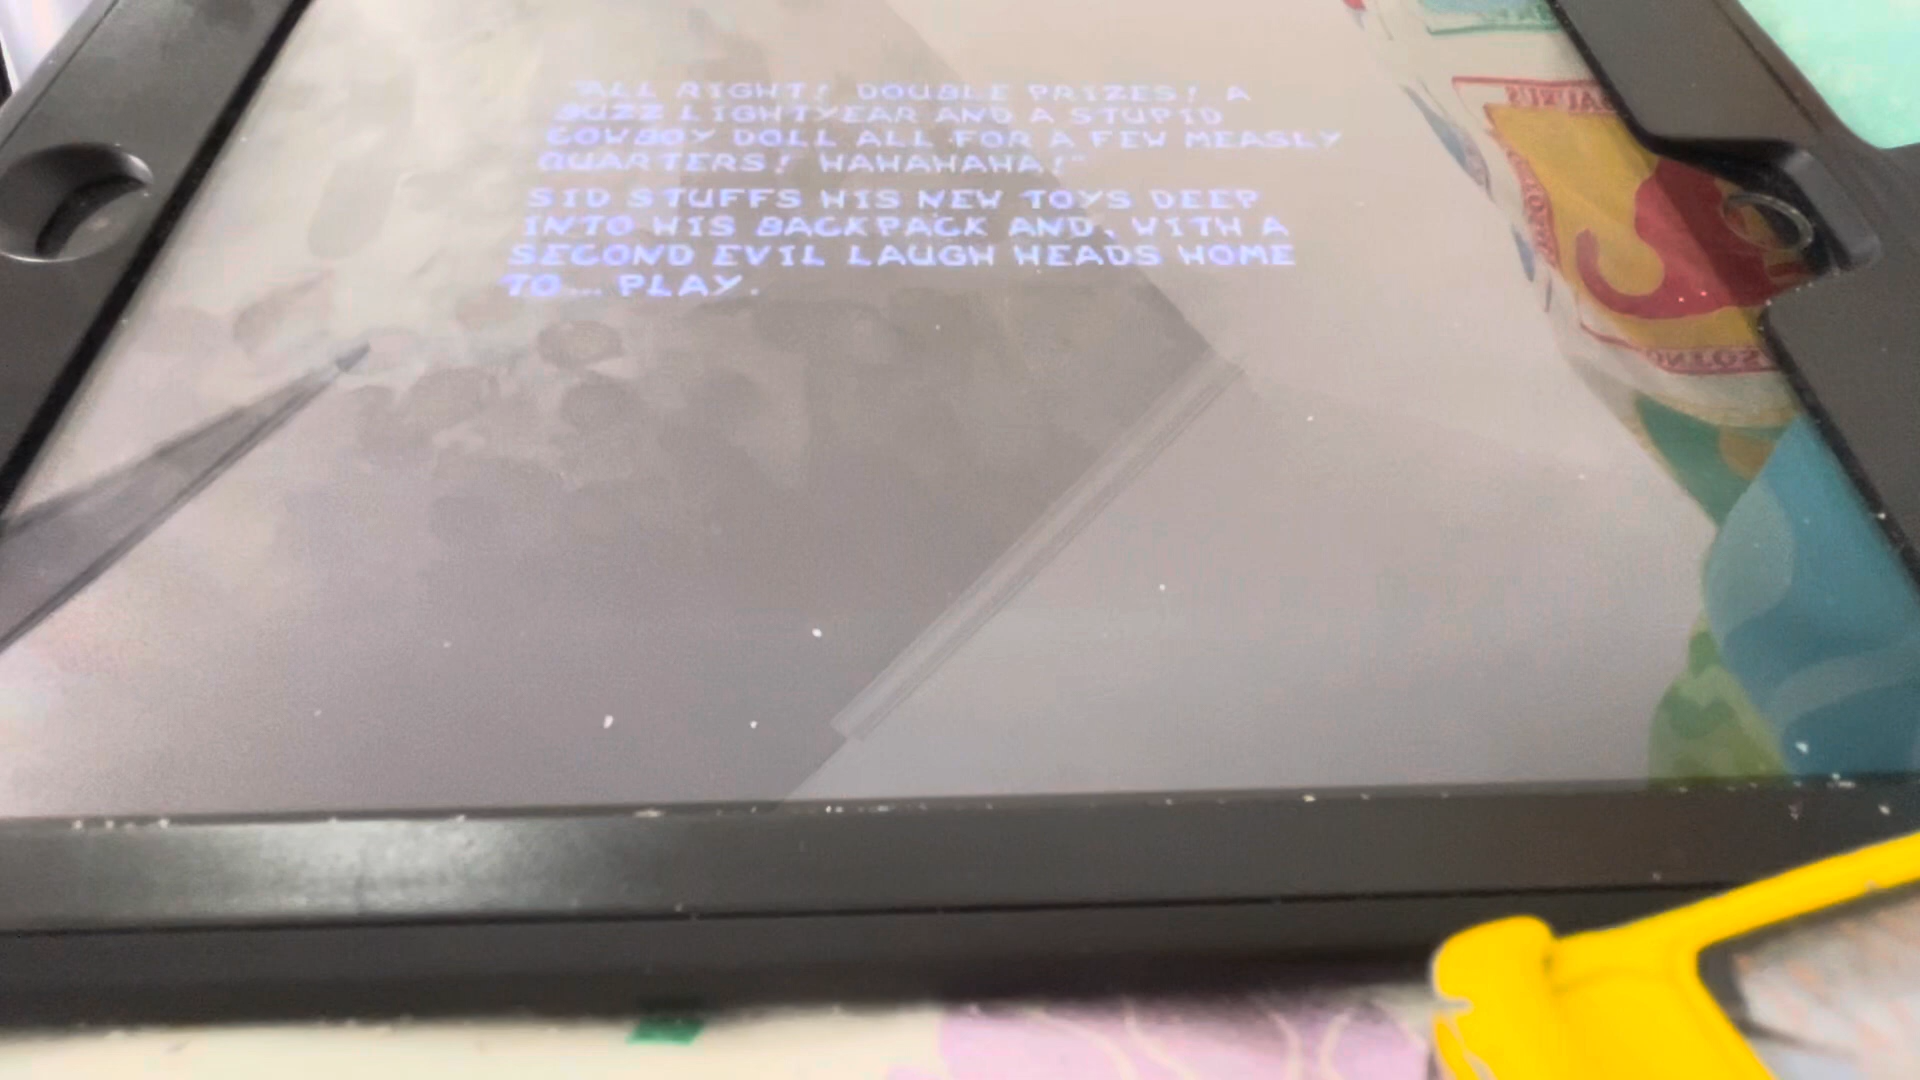 "ALL RIGHT! DOUBLE PRIZES! A
BUZZ LIGHTYEAR AND A STUPID
COWBOY DOLL ALL FOR A FEW MEASLY
QUARTERS! HAHAHAHA!"
SID STUFFS HIS NEW TOYS DEEP
INTO HIS BACKPACK AND, WITH A
SECOND EVIL LAUGH HEADS HOME
TO... PLAY.